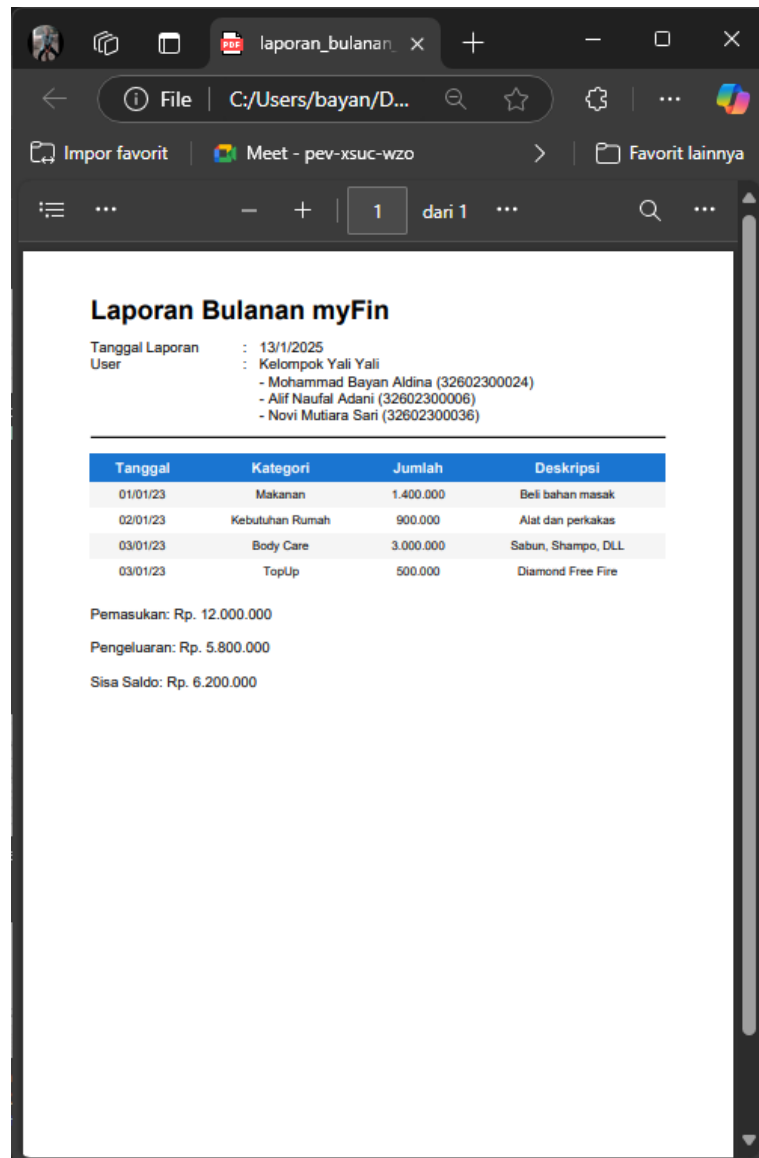 laporan_bulanan_
File | C:/Users/bayan/D...
Impor favorit
Meet - pev-xsuc-wzo
Favorit lainnya
1 dari 1
Laporan Bulanan myFin
Tanggal Laporan : 13/1/2025
User : Kelompok Yali Yali
- Mohammad Bayan Aldina (32602300024)
- Alif Naufal Adani (32602300006)
- Novi Mutiara Sari (32602300036)
Tanggal Kategori Jumlah Deskripsi
01/01/23 Makanan 1.400.000 Beli bahan masak
02/01/23 Kebutuhan Rumah 900.000 Alat dan perkakas
03/01/23 Body Care 3.000.000 Sabun, Shampo, DLL
03/01/23 TopUp 500.000 Diamond Free Fire
Pemasukan: Rp. 12.000.000
Pengeluaran: Rp. 5.800.000
Sisa Saldo: Rp. 6.200.000